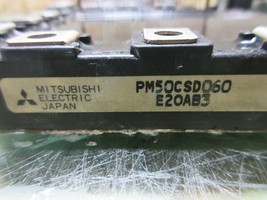 MITSUBISHI
ELECTRIC
JAPAN
PM50CSD060
E20AB3